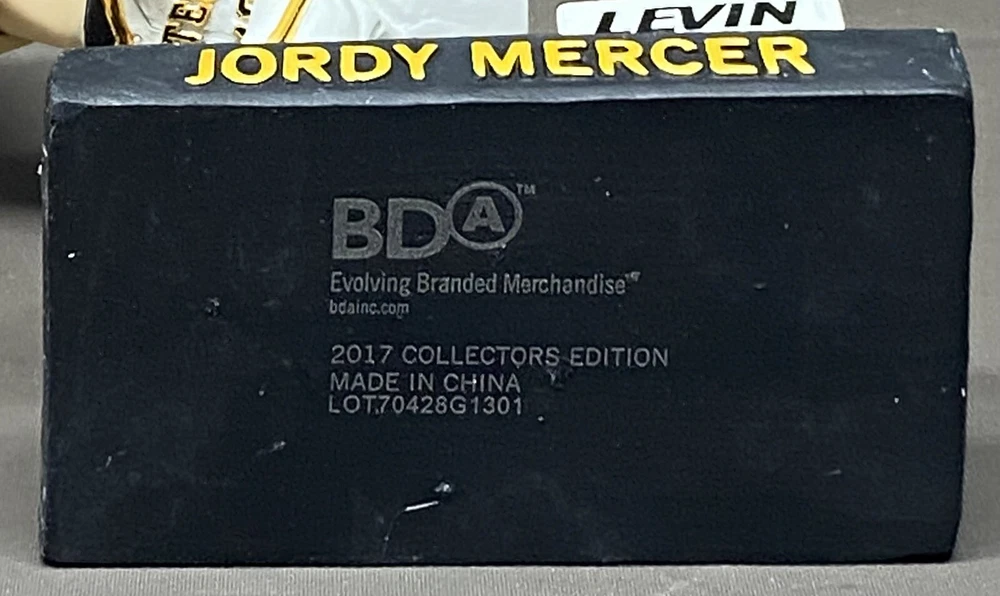 LEVIN
JORDY MERCER
BDA™
Evolving Branded Merchandise™
bdainc.com
2017 COLLECTORS EDITION
MADE IN CHINA
LOT70428G1301